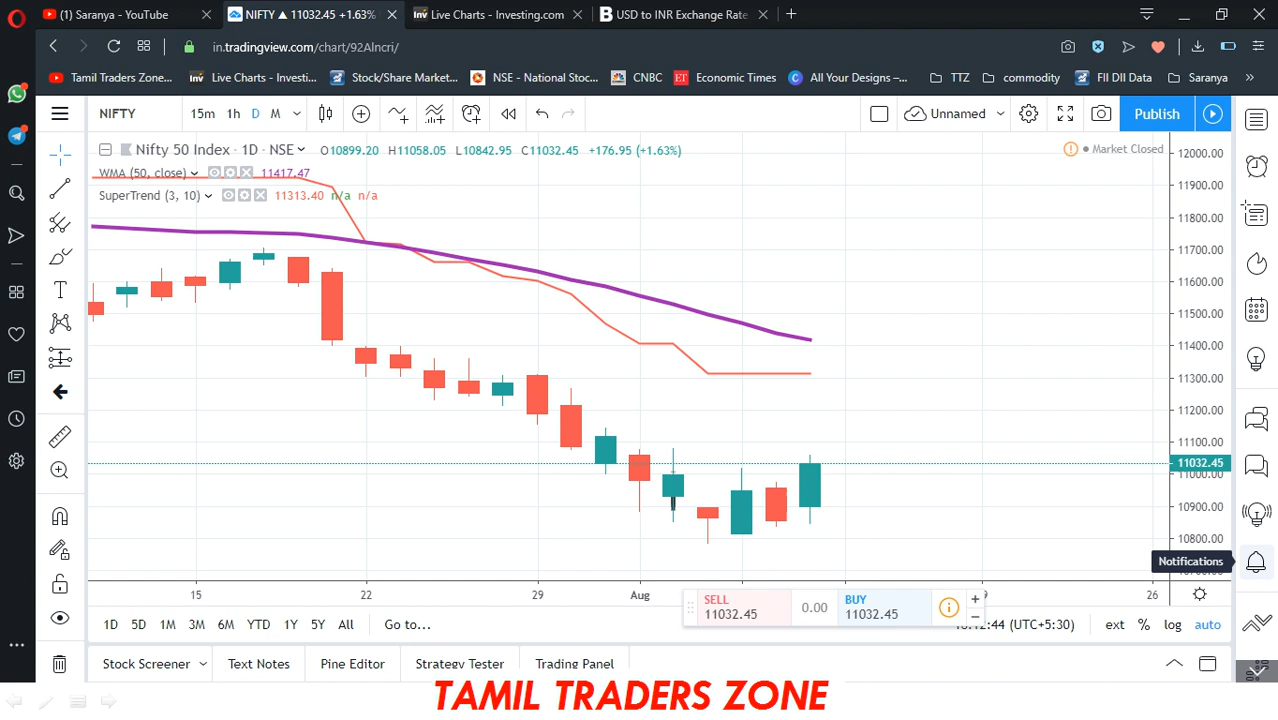 (2) Saranya - YouTube
NIFTY ▲ 11032.45 +1.63%
Live Charts - Investing.com
USD to INR Exchange Rate
in.tradingview.com/chart/92AIncri/
Tamil Traders Zone...
Live Charts - Investi...
Stock/Share Market...
NSE - National Stoc...
CNBC
Economic Times
All Your Designs –...
TTZ
commodity
FII DII Data
Saranya
»
NIFTY
15m 1h D M
Unnamed
Publish
Nifty 50 Index · 1D · NSE
O10899.20 H11058.05 L10842.95 C11032.45 +176.95 (+1.63%)
Market Closed
WMA (50, close) 11417.47
SuperTrend (3, 10) 11313.40 n/a n/a
12000.00
11900.00
11800.00
11700.00
11600.00
11500.00
11400.00
11300.00
11200.00
11100.00
11032.45
11000.00
10900.00
10800.00
Notifications
15 22 29 Aug 26
SELL
11032.45
0.00
BUY
11032.45
1D 5D 1M 3M 6M YTD 1Y 5Y All Go to...
(UTC+5:30) ext % log auto
Stock Screener Text Notes Pine Editor Strategy Tester Trading Panel
TAMIL TRADERS ZONE